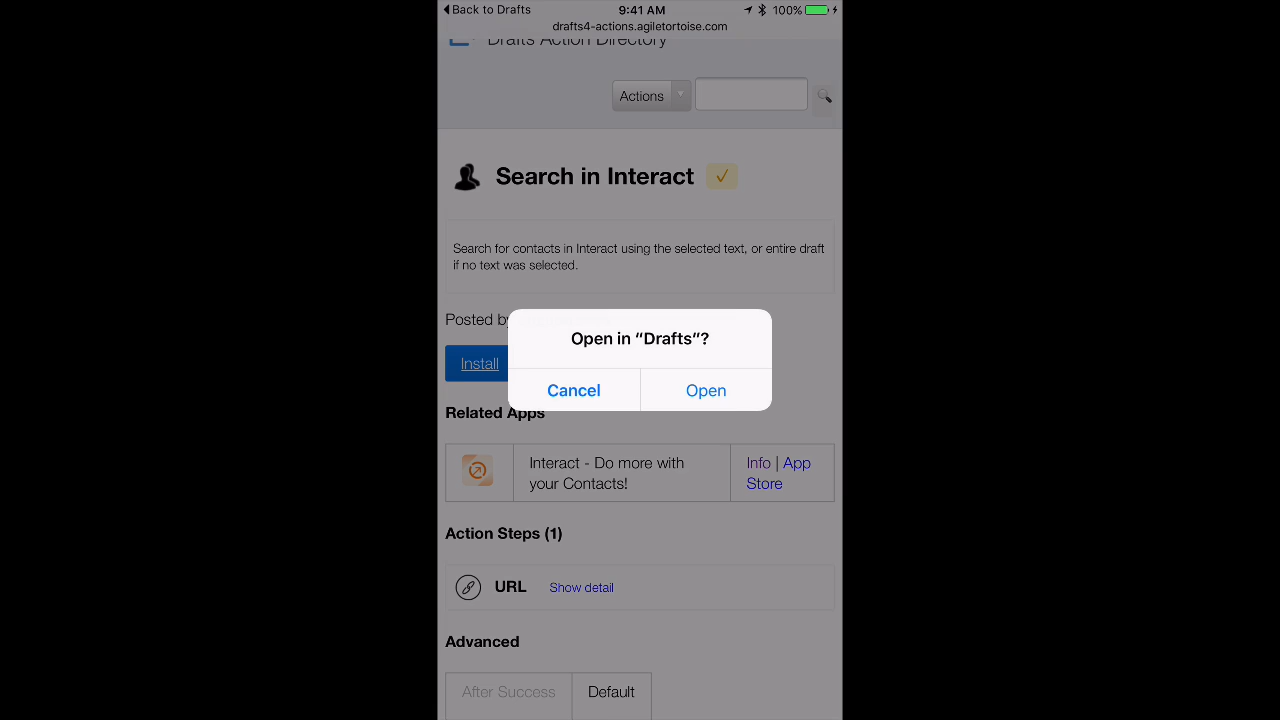 Back to Drafts
9:41 AM
100%
drafts4-actions.agiletortoise.com
Drafts Action Directory
Actions
Search in Interact ✓
Search for contacts in Interact using the selected text, or entire draft
if no text was selected.
Posted by
Open in “Drafts“?
Cancel
Open
Install
Related Apps
Interact - Do more with
your Contacts!
Info | App
Store
Action Steps (1)
URL
Show detail
Advanced
After Success
Default